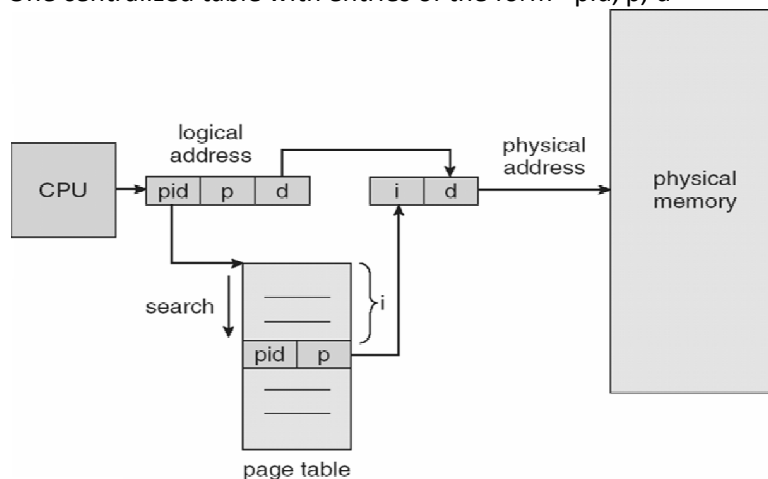 One centralized table with entries of the form
pid, p, d
logical
address
physical
address
CPU
pid p d
i d
physical
memory
search
i
pid p
page table